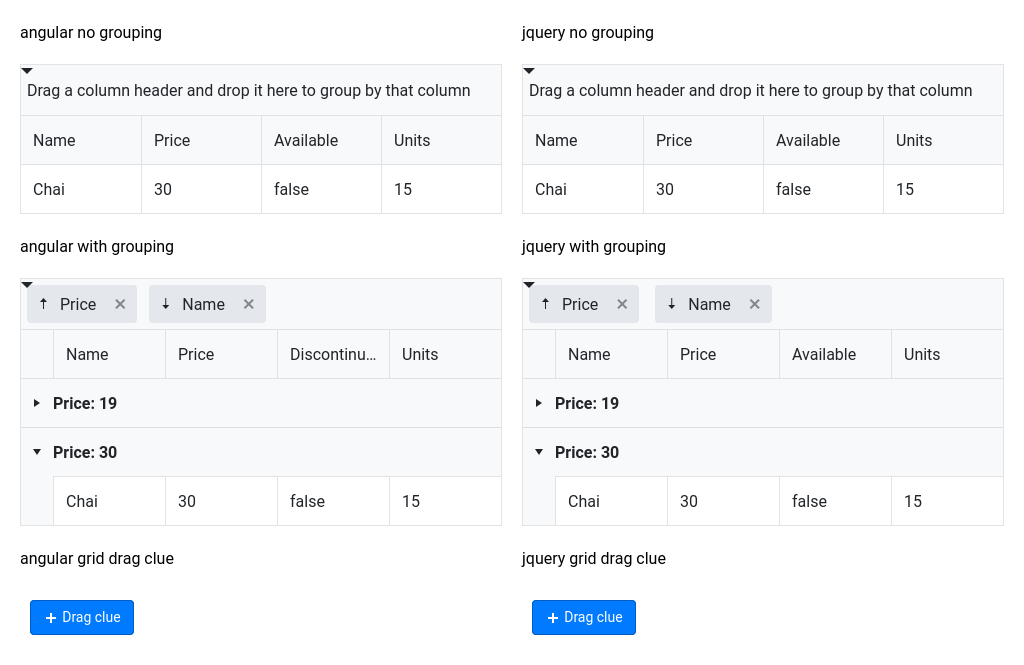 angular no grouping
jquery no grouping
Drag a column header and drop it here to group by that column
Drag a column header and drop it here to group by that column
Name Price Available Units
Name Price Available Units
Chai 30 false 15
Chai 30 false 15
angular with grouping
jquery with grouping
Price Name
Price Name
Name Price Discontinu... Units
Name Price Available Units
Price: 19
Price: 19
Price: 30
Price: 30
Chai 30 false 15
Chai 30 false 15
angular grid drag clue
jquery grid drag clue
Drag clue
Drag clue